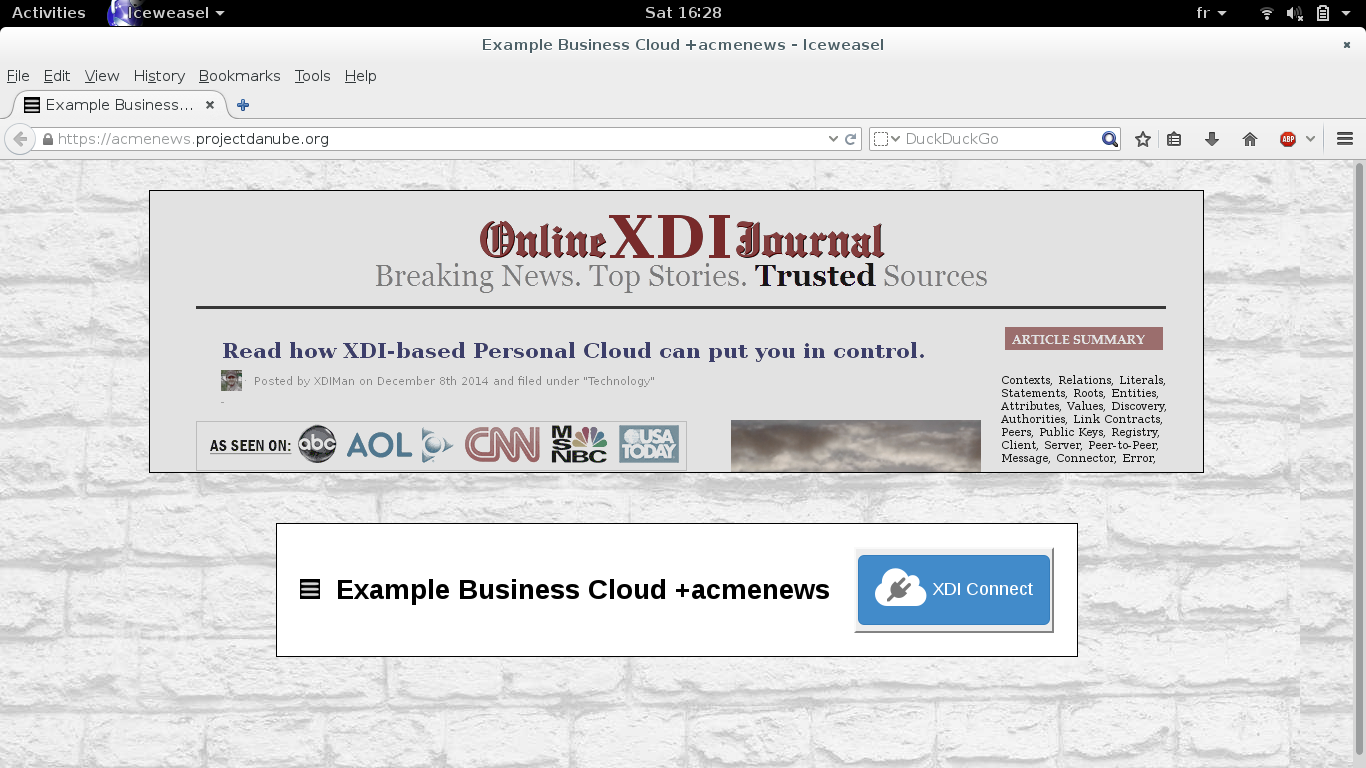 Activities Iceweasel Sat 16:28 fr
Example Business Cloud +acmenews - Iceweasel
File Edit View History Bookmarks Tools Help
Example Business...
https://acmenews.projectdanube.org DuckDuckGo ABP
Online XDI Journal
Breaking News. Top Stories. Trusted Sources
Read how XDI-based Personal Cloud can put you in control.
Posted by XDIMan on December 8th 2014 and filed under "Technology"
-
AS SEEN ON: abc AOL CNN MSNBC USA TODAY
ARTICLE SUMMARY
Contexts, Relations, Literals,
Statements, Roots, Entities,
Attributes, Values, Discovery,
Authorities, Link Contracts,
Peers, Public Keys, Registry,
Client, Server, Peer-to-Peer,
Message, Connector, Error,
Example Business Cloud +acmenews
XDI Connect